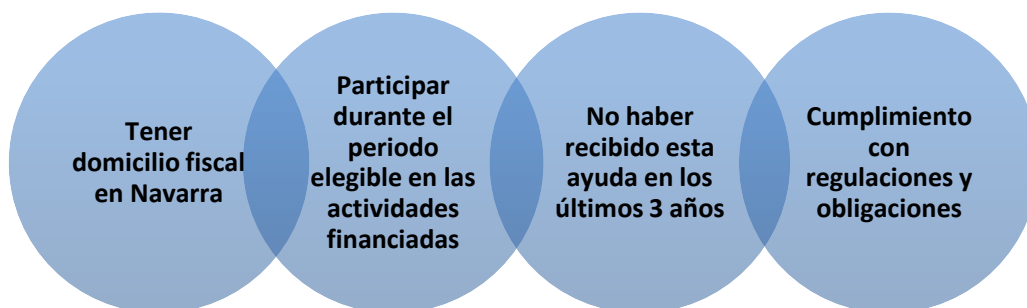 Tener
domicilio fiscal
en Navarra
Participar
durante el
periodo
elegible en las
actividades
financiadas
No haber
recibido esta
ayuda en los
últimos 3 años
Cumplimiento
con
regulaciones y
obligaciones